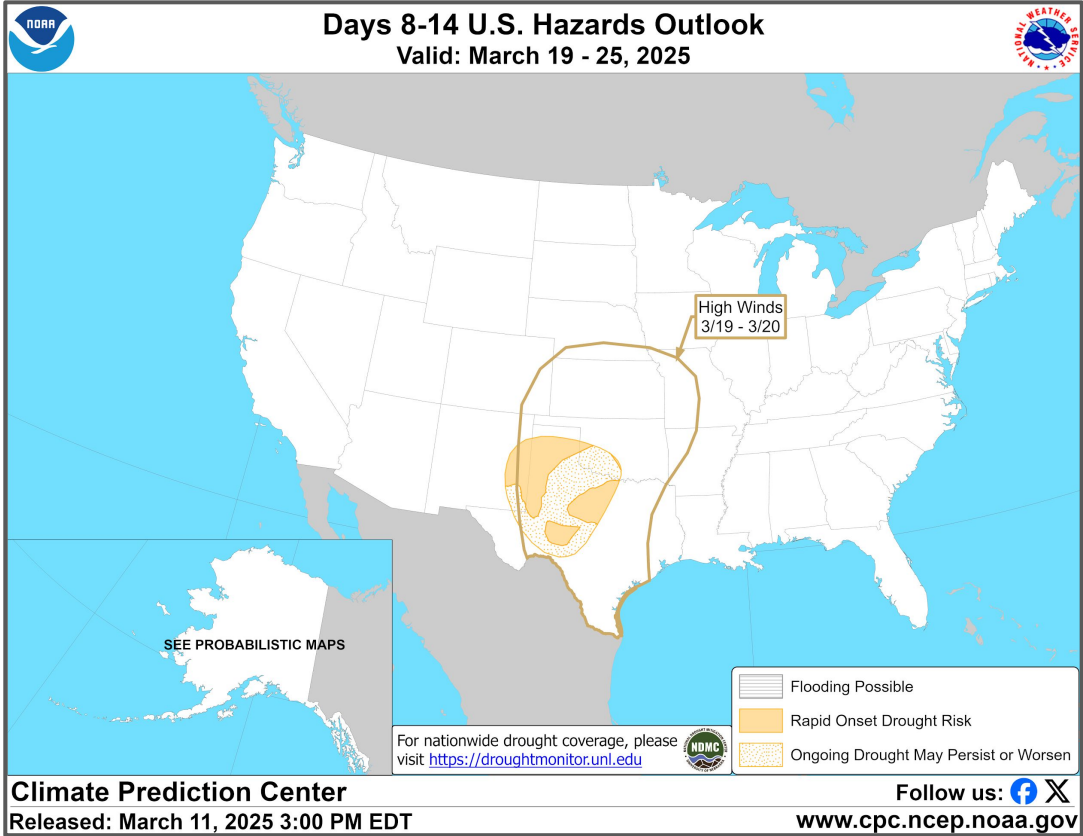 NOAA
Days 8-14 U.S. Hazards Outlook
Valid: March 19 - 25, 2025
NATIONAL WEATHER SERVICE
High Winds
3/19 - 3/20
SEE PROBABILISTIC MAPS
Flooding Possible
Rapid Onset Drought Risk
Ongoing Drought May Persist or Worsen
For nationwide drought coverage, please
visit https://droughtmonitor.unl.edu
NDMC
Climate Prediction Center
Follow us:
Released: March 11, 2025 3:00 PM EDT
www.cpc.ncep.noaa.gov